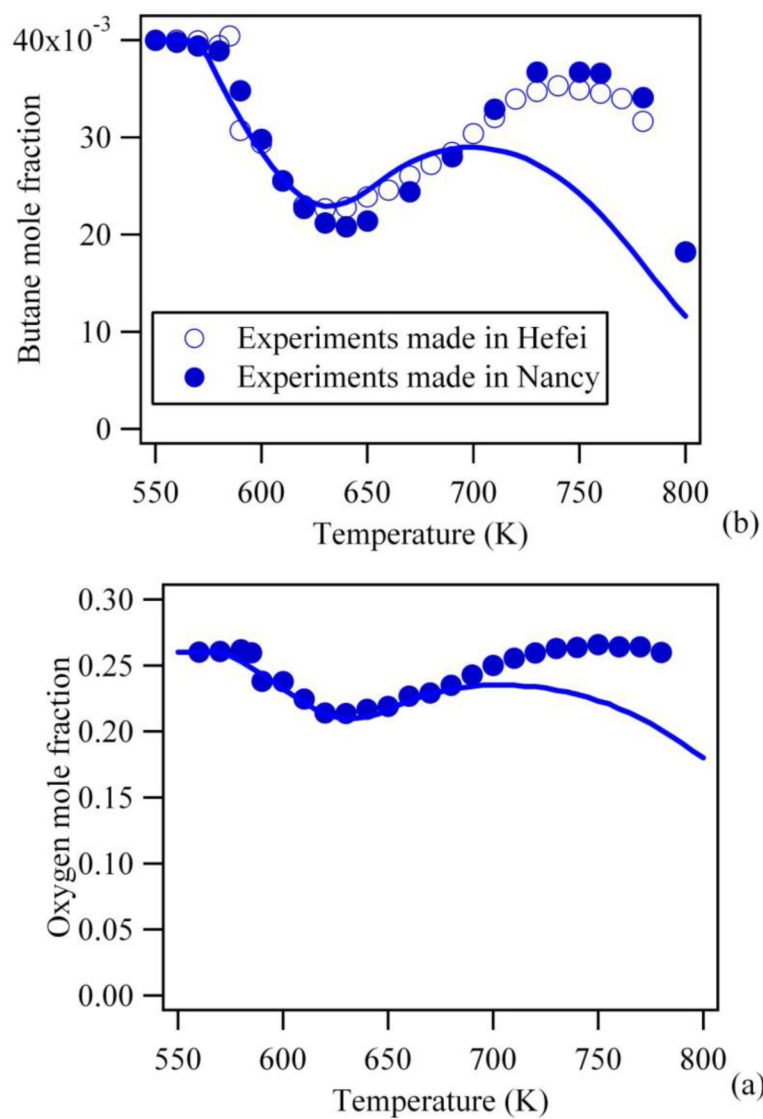 40x10-3
30
20
10
0
Butane mole fraction
Experiments made in Hefei
Experiments made in Nancy
550 600 650 700 750 800
Temperature (K)
(b)
0.30
0.25
0.20
0.15
0.10
0.05
0.00
Oxygen mole fraction
550 600 650 700 750 800
Temperature (K)
(a)